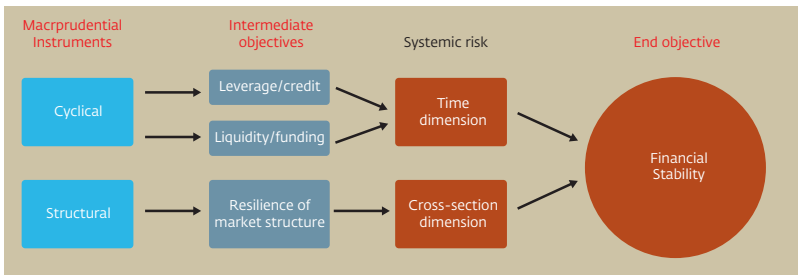 Macrprudential
Instruments
Intermediate
objectives
Systemic risk
End objective
Cyclical
Leverage/credit
Liquidity/funding
Time
dimension
Financial
Stability
Structural
Resilience of
market structure
Cross-section
dimension